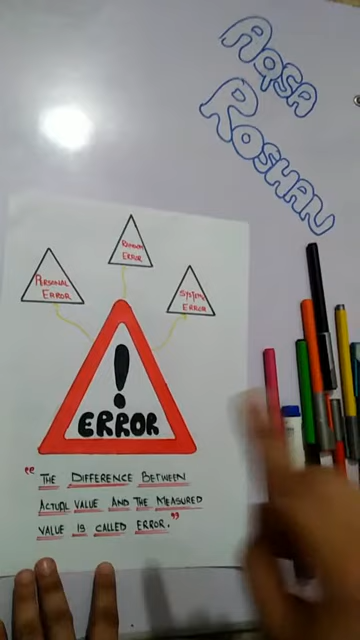 AQSA
ROSHAN
RANDOM
ERROR
PERSONAL
ERROR
SYSTEMIC
ERROR
!
ERROR
"THE DIFFERENCE BETWEEN
ACTUAL VALUE AND THE MEASURED
VALUE IS CALLED ERROR."